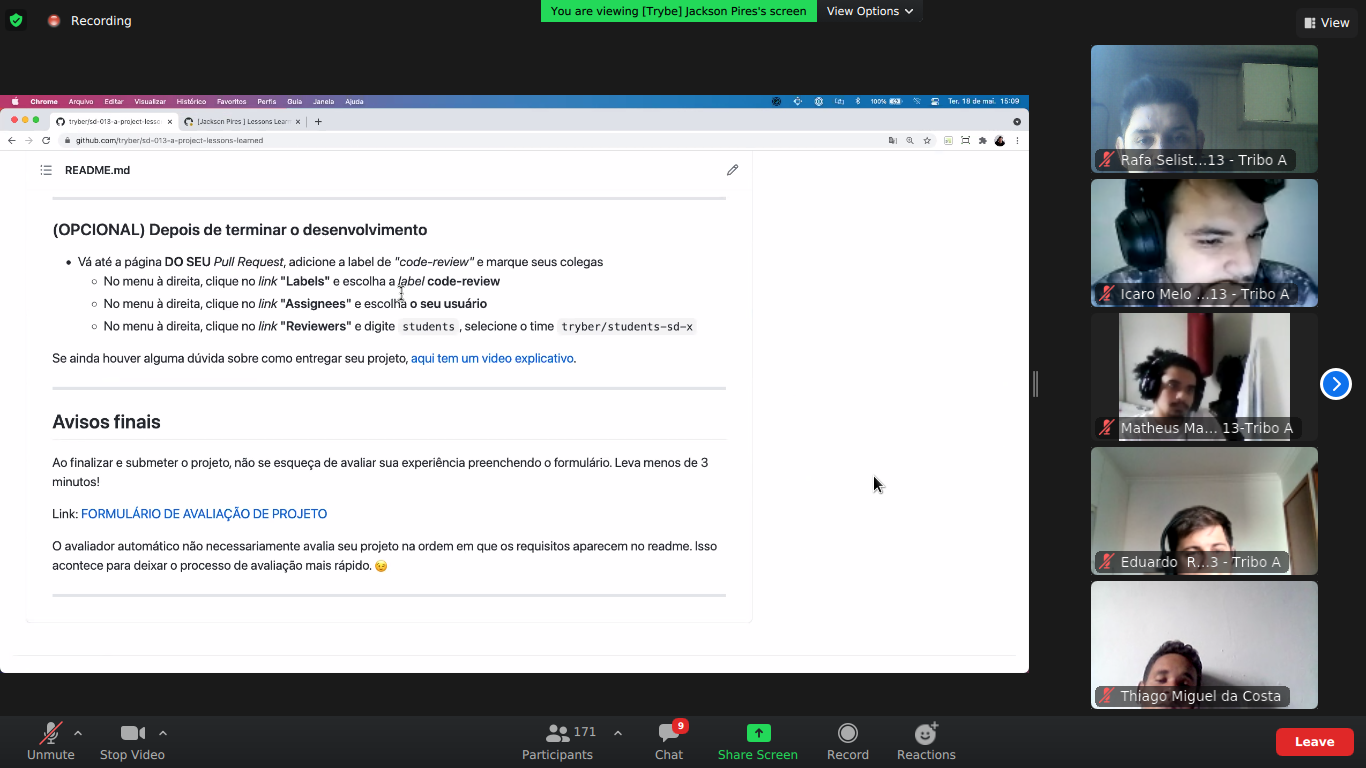 Recording
You are viewing [Trybe] Jackson Pires's screen
View Options
View
Chrome Arquivo Editar Visualizar Histórico Favoritos Perfis Guia Janela Ajuda
100%
Ter. 18 de mai. 15:09
tryber/sd-013-a-project-lesso
[Jackson Pires ] Lessons Learn
github.com/tryber/sd-013-a-project-lessons-learned
README.md
(OPCIONAL) Depois de terminar o desenvolvimento
Vá até a página DO SEU Pull Request, adicione a label de "code-review" e marque seus colegas
No menu à direita, clique no link "Labels" e escolha a label code-review
No menu à direita, clique no link "Assignees" e escolha o seu usuário
No menu à direita, clique no link "Reviewers" e digite students , selecione o time tryber/students-sd-x
Se ainda houver alguma dúvida sobre como entregar seu projeto, aqui tem um video explicativo.
Avisos finais
Ao finalizar e submeter o projeto, não se esqueça de avaliar sua experiência preenchendo o formulário. Leva menos de 3
minutos!
Link: FORMULÁRIO DE AVALIAÇÃO DE PROJETO
O avaliador automático não necessariamente avalia seu projeto na ordem em que os requisitos aparecem no readme. Isso
acontece para deixar o processo de avaliação mais rápido.
Rafa Selist...13 - Tribo A
Icaro Melo ...13 - Tribo A
Matheus Ma... 13-Tribo A
Eduardo R...3 - Tribo A
Thiago Miguel da Costa
Unmute
Stop Video
171
Participants
9
Chat
Share Screen
Record
Reactions
Leave